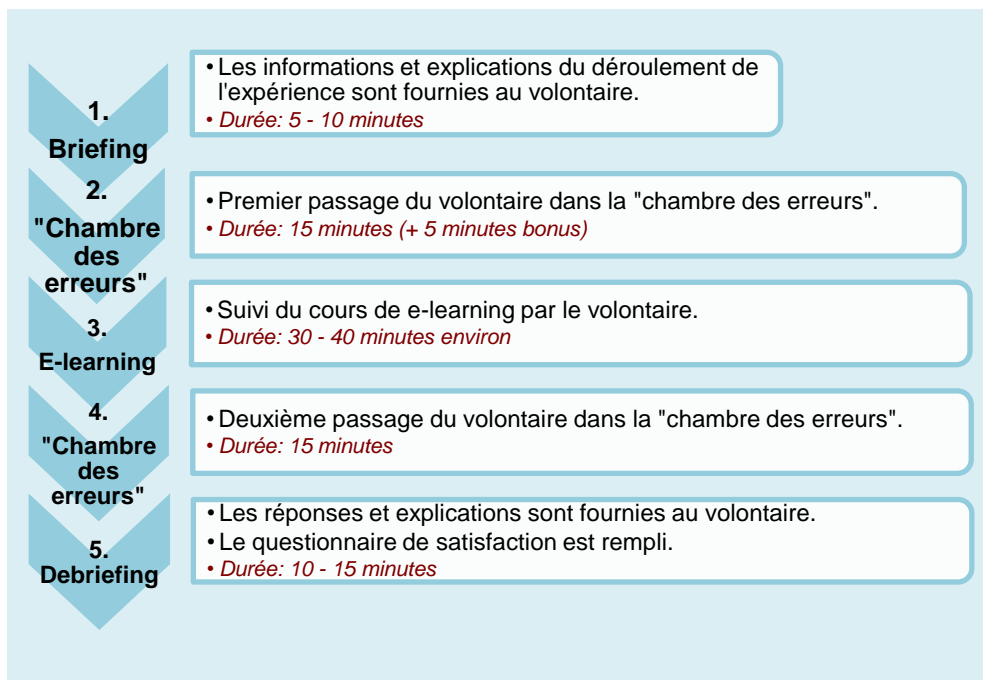 1.
Briefing
• Les informations et explications du déroulement de
l'expérience sont fournies au volontaire.
• Durée: 5 - 10 minutes
2.
"Chambre
des
erreurs"
• Premier passage du volontaire dans la "chambre des erreurs".
• Durée: 15 minutes (+ 5 minutes bonus)
3.
E-learning
• Suivi du cours de e-learning par le volontaire.
• Durée: 30 - 40 minutes environ
4.
"Chambre
des
erreurs"
• Deuxième passage du volontaire dans la "chambre des erreurs".
• Durée: 15 minutes
5.
Debriefing
• Les réponses et explications sont fournies au volontaire.
• Le questionnaire de satisfaction est rempli.
• Durée: 10 - 15 minutes